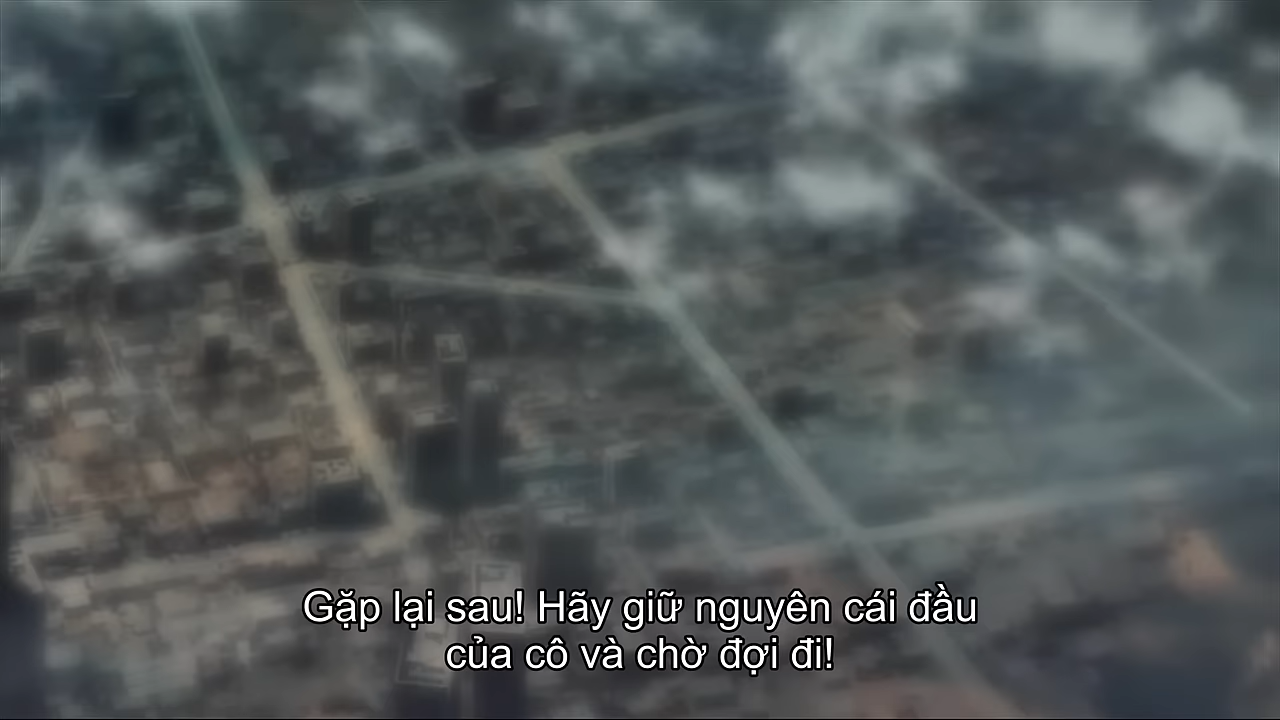 Gặp lại sau! Hãy giữ nguyên cái đầu
của cô và chờ đợi đi!